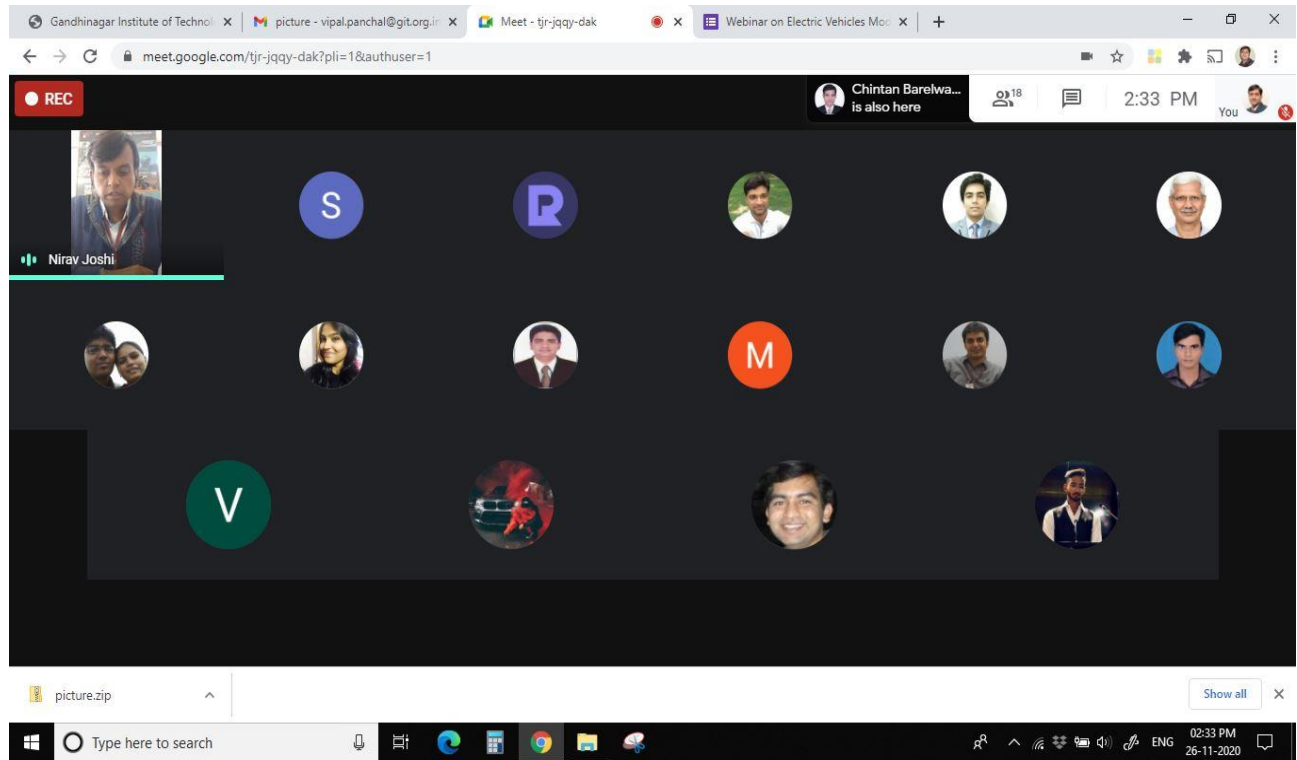 Gandhinagar Institute of Technol
picture - vipal.panchal@git.org.in
Meet - tjr-jqqy-dak
Webinar on Electric Vehicles Mod
meet.google.com/tjr-jqqy-dak?pli=1&authuser=1
REC
Chintan Barelwa...
is also here
18
2:33 PM
You
Nirav Joshi
S
R
M
V
picture.zip
Show all
Type here to search
ENG
02:33 PM
26-11-2020